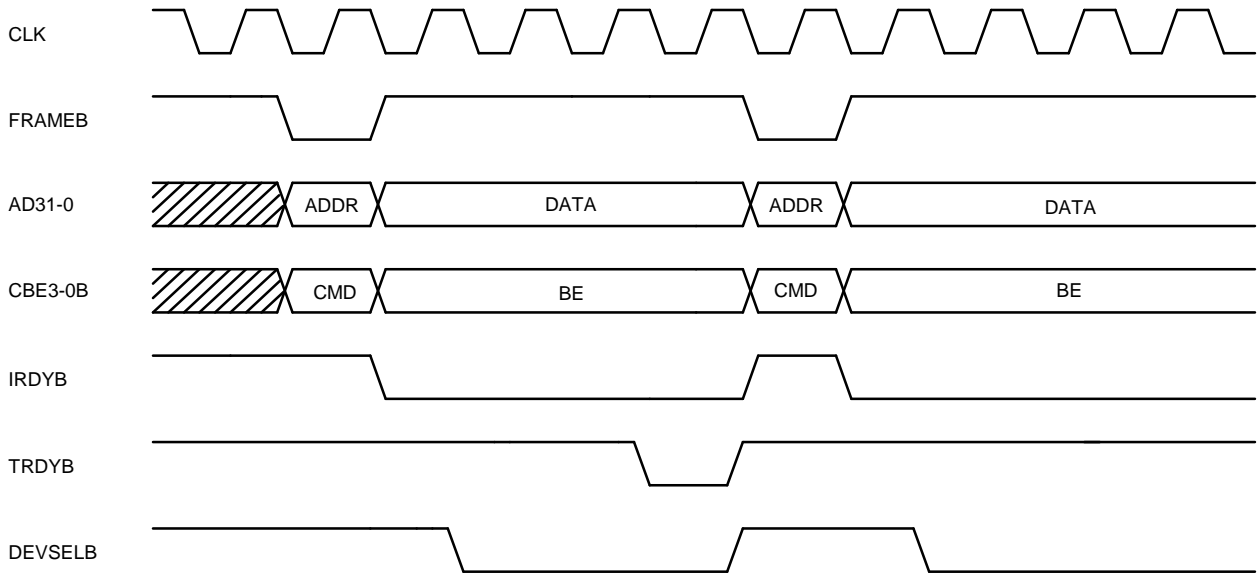 CLK
FRAMEB
AD31-0 ADDR DATA ADDR DATA
CBE3-0B CMD BE CMD BE
IRDYB
TRDYB
DEVSELB